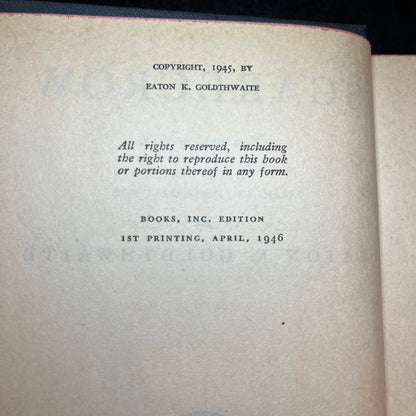 COPYRIGHT, 1945, BY
EATON K. GOLDTHWAITE
All rights reserved, including
the right to reproduce this book
or portions thereof in any form.
BOOKS, INC. EDITION
1ST PRINTING, APRIL, 1946